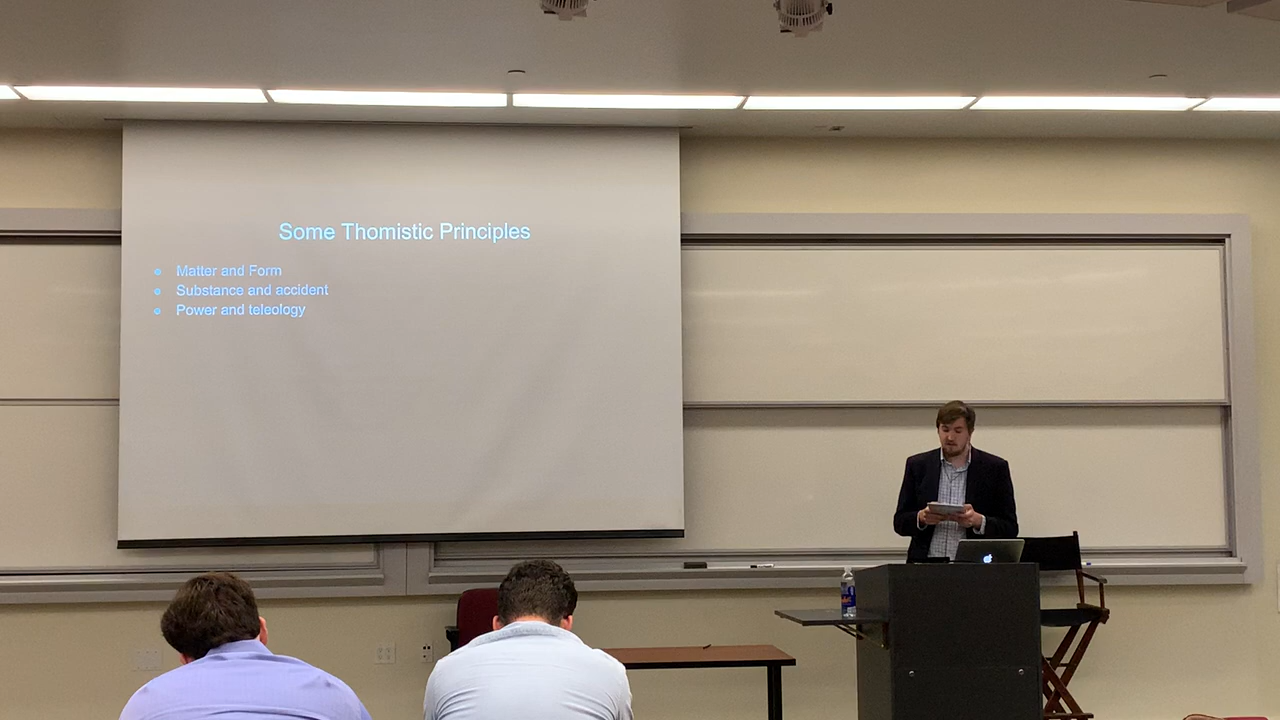 Some Thomistic Principles
Matter and Form
Substance and accident
Power and teleology